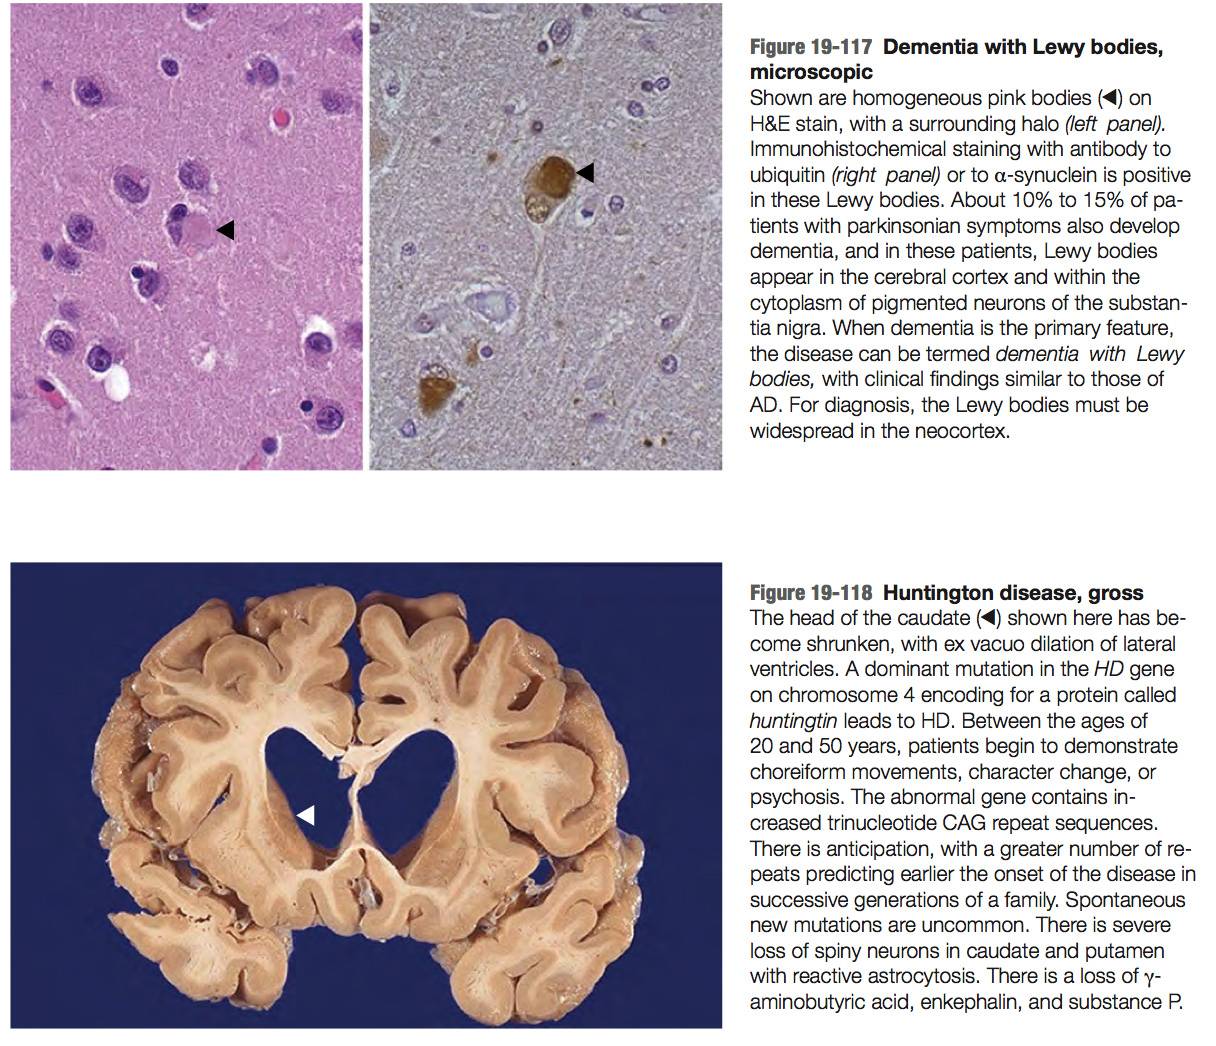 Figure 19-117 Dementia with Lewy bodies,
microscopic
Shown are homogeneous pink bodies (◄) on
H&E stain, with a surrounding halo (left panel).
Immunohistochemical staining with antibody to
ubiquitin (right panel) or to α-synuclein is positive
in these Lewy bodies. About 10% to 15% of pa-
tients with parkinsonian symptoms also develop
dementia, and in these patients, Lewy bodies
appear in the cerebral cortex and within the
cytoplasm of pigmented neurons of the substan-
tia nigra. When dementia is the primary feature,
the disease can be termed dementia with Lewy
bodies, with clinical findings similar to those of
AD. For diagnosis, the Lewy bodies must be
widespread in the neocortex.
Figure 19-118 Huntington disease, gross
The head of the caudate (◄) shown here has be-
come shrunken, with ex vacuo dilation of lateral
ventricles. A dominant mutation in the HD gene
on chromosome 4 encoding for a protein called
huntingtin leads to HD. Between the ages of
20 and 50 years, patients begin to demonstrate
choreiform movements, character change, or
psychosis. The abnormal gene contains in-
creased trinucleotide CAG repeat sequences.
There is anticipation, with a greater number of re-
peats predicting earlier the onset of the disease in
successive generations of a family. Spontaneous
new mutations are uncommon. There is severe
loss of spiny neurons in caudate and putamen
with reactive astrocytosis. There is a loss of γ-
aminobutyric acid, enkephalin, and substance P.